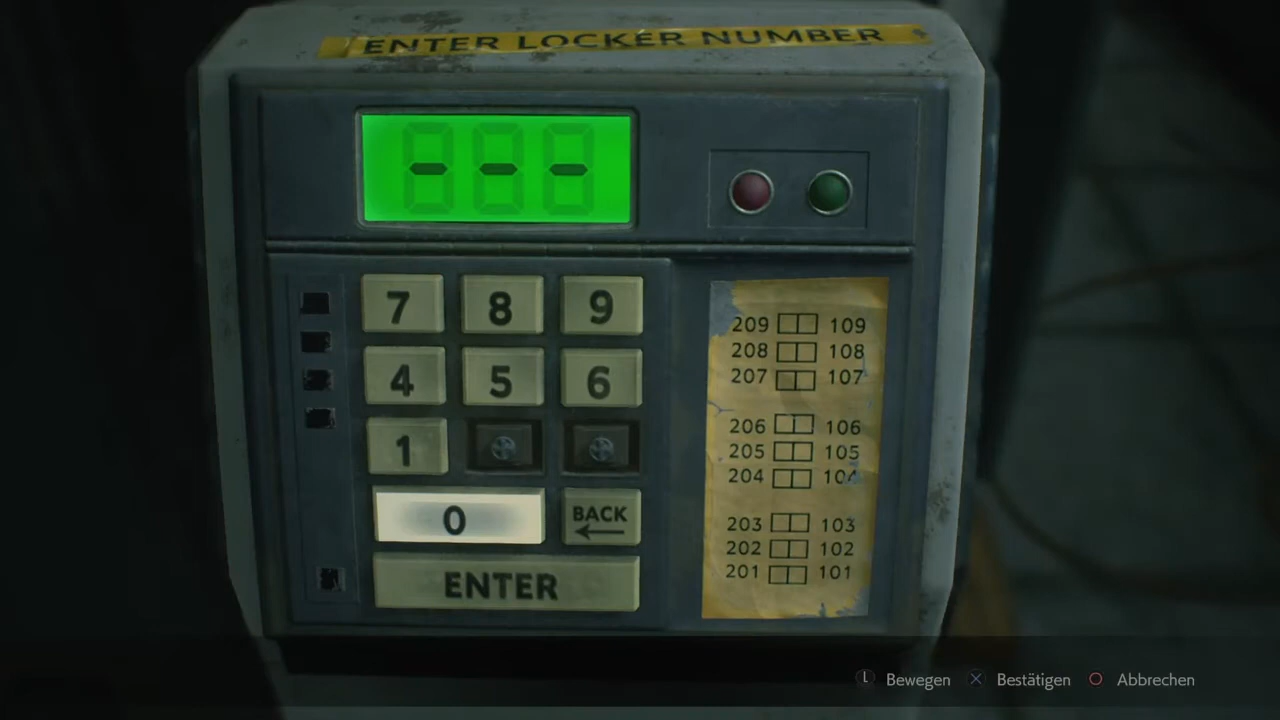 ENTER LOCKER NUMBER
---
7 8 9
4 5 6
1
0 BACK
ENTER
209 109
208 108
207 107
206 106
205 105
204 104
203 103
202 102
201 101
L Bewegen X Bestätigen O Abbrechen